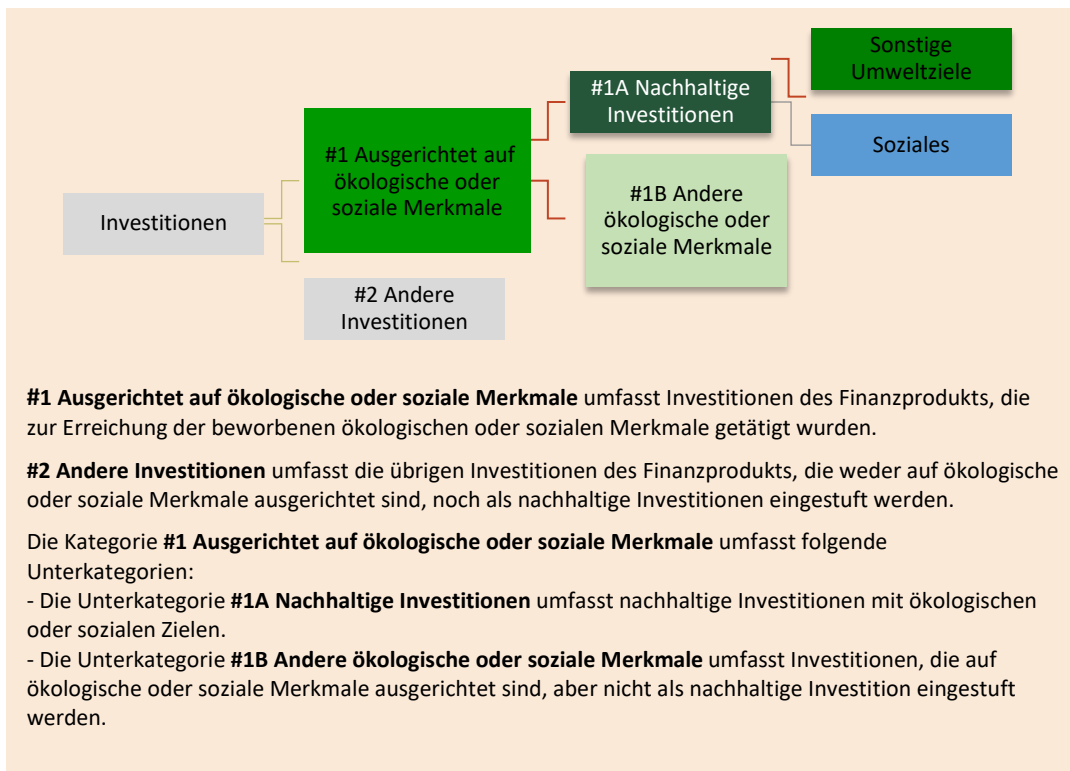 Sonstige
Umweltziele
#1A Nachhaltige
Investitionen
Soziales
#1 Ausgerichtet auf
ökologische oder
soziale Merkmale
#1B Andere
ökologische oder
soziale Merkmale
Investitionen
#2 Andere
Investitionen
#1 Ausgerichtet auf ökologische oder soziale Merkmale umfasst Investitionen des Finanzprodukts, die
zur Erreichung der beworbenen ökologischen oder sozialen Merkmale getätigt wurden.
#2 Andere Investitionen umfasst die übrigen Investitionen des Finanzprodukts, die weder auf ökologische
oder soziale Merkmale ausgerichtet sind, noch als nachhaltige Investitionen eingestuft werden.
Die Kategorie #1 Ausgerichtet auf ökologische oder soziale Merkmale umfasst folgende
Unterkategorien:
- Die Unterkategorie #1A Nachhaltige Investitionen umfasst nachhaltige Investitionen mit ökologischen
oder sozialen Zielen.
- Die Unterkategorie #1B Andere ökologische oder soziale Merkmale umfasst Investitionen, die auf
ökologische oder soziale Merkmale ausgerichtet sind, aber nicht als nachhaltige Investition eingestuft
werden.